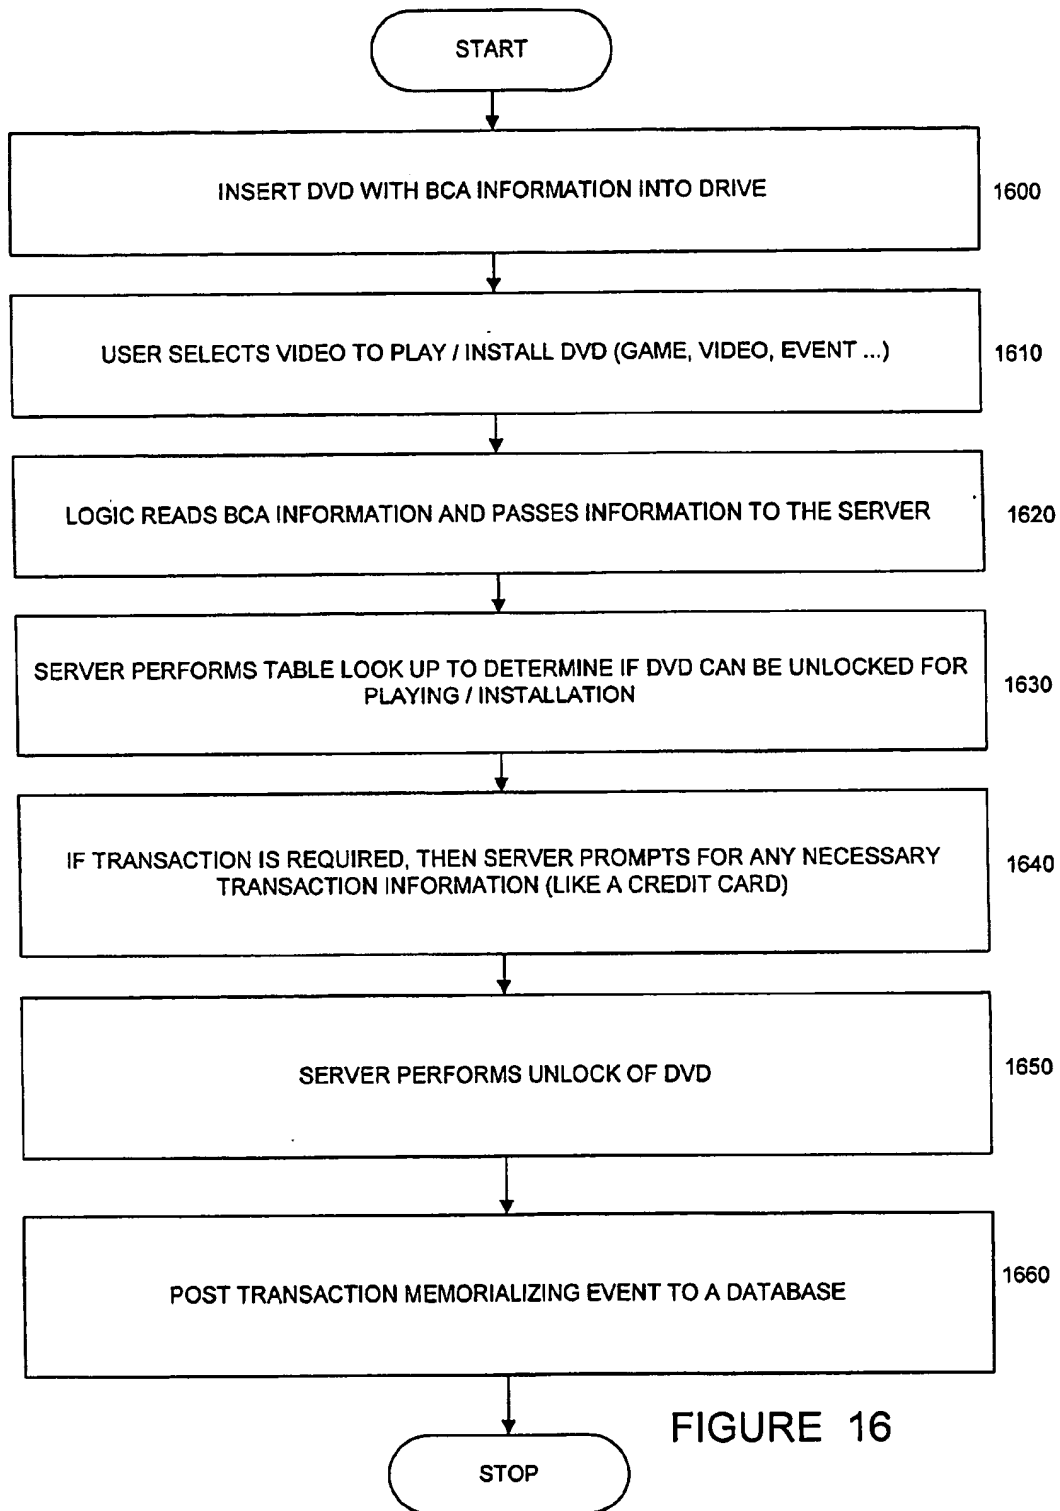 START
INSERT DVD WITH BCA INFORMATION INTO DRIVE
1600
USER SELECTS VIDEO TO PLAY / INSTALL DVD (GAME, VIDEO, EVENT ...)
1610
LOGIC READS BCA INFORMATION AND PASSES INFORMATION TO THE SERVER
1620
SERVER PERFORMS TABLE LOOK UP TO DETERMINE IF DVD CAN BE UNLOCKED FOR
PLAYING / INSTALLATION
1630
IF TRANSACTION IS REQUIRED, THEN SERVER PROMPTS FOR ANY NECESSARY
TRANSACTION INFORMATION (LIKE A CREDIT CARD)
1640
SERVER PERFORMS UNLOCK OF DVD
1650
POST TRANSACTION MEMORIALIZING EVENT TO A DATABASE
1660
FIGURE 16
STOP